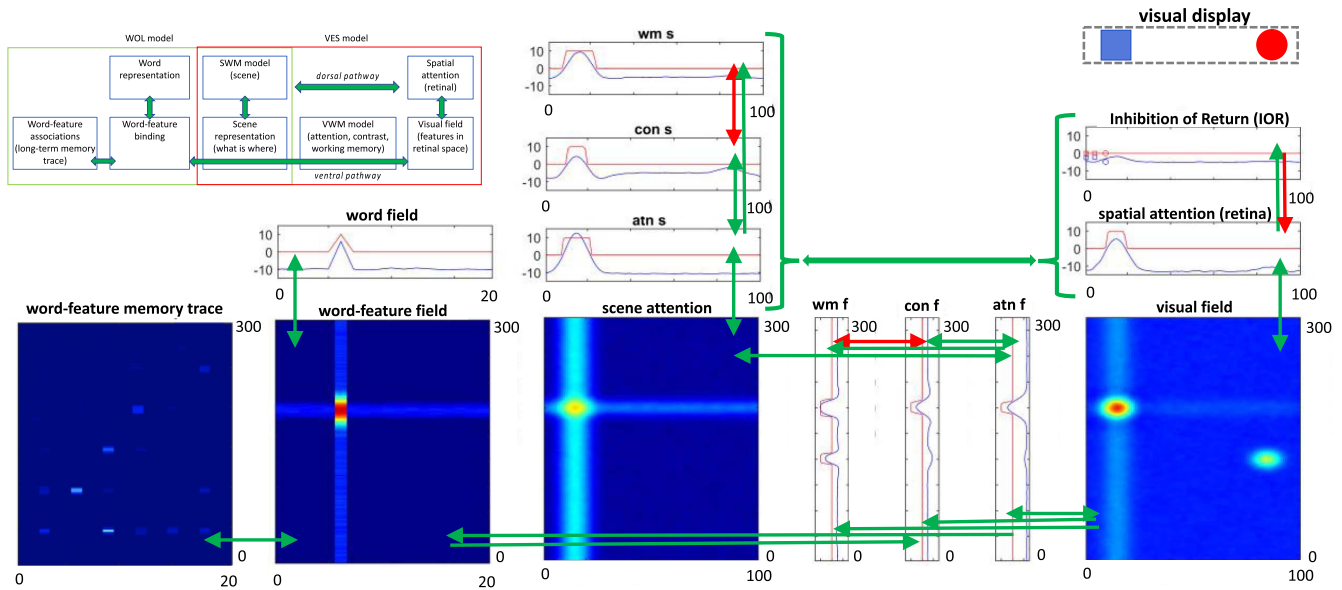 WOL model
VES model
Word
representation
SWM model
(scene)
dorsal pathway
Spatial
attention
(retinal)
Word-feature
associations
(long-term memory
trace)
Word-feature
binding
Scene
representation
(what is where)
VWM model
(attention, contrast,
working memory)
Visual field
(features in
retinal space)
ventral pathway
wm s
10
0
-10
0
100
con s
10
0
-10
0
100
atn s
10
0
-10
0
100
visual display
Inhibition of Return (IOR)
10
0
-10
0
100
spatial attention (retina)
10
0
-10
0
100
word field
10
0
-10
0
20
word-feature memory trace
300
0
0
20
word-feature field
300
0
0
20
scene attention
300
0
0
100
wm f
300
0
con f
300
0
atn f
300
0
visual field
300
0
0
100